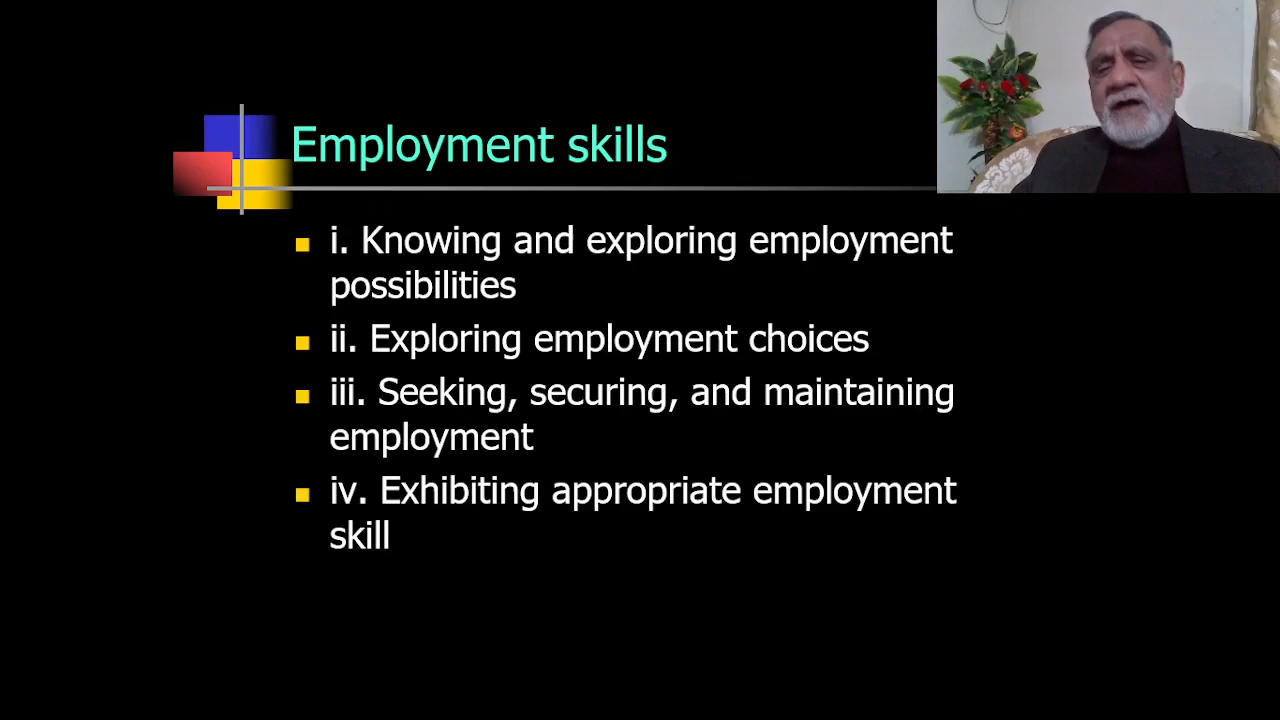 Employment skills
i. Knowing and exploring employment
possibilities
ii. Exploring employment choices
iii. Seeking, securing, and maintaining
employment
iv. Exhibiting appropriate employment
skill